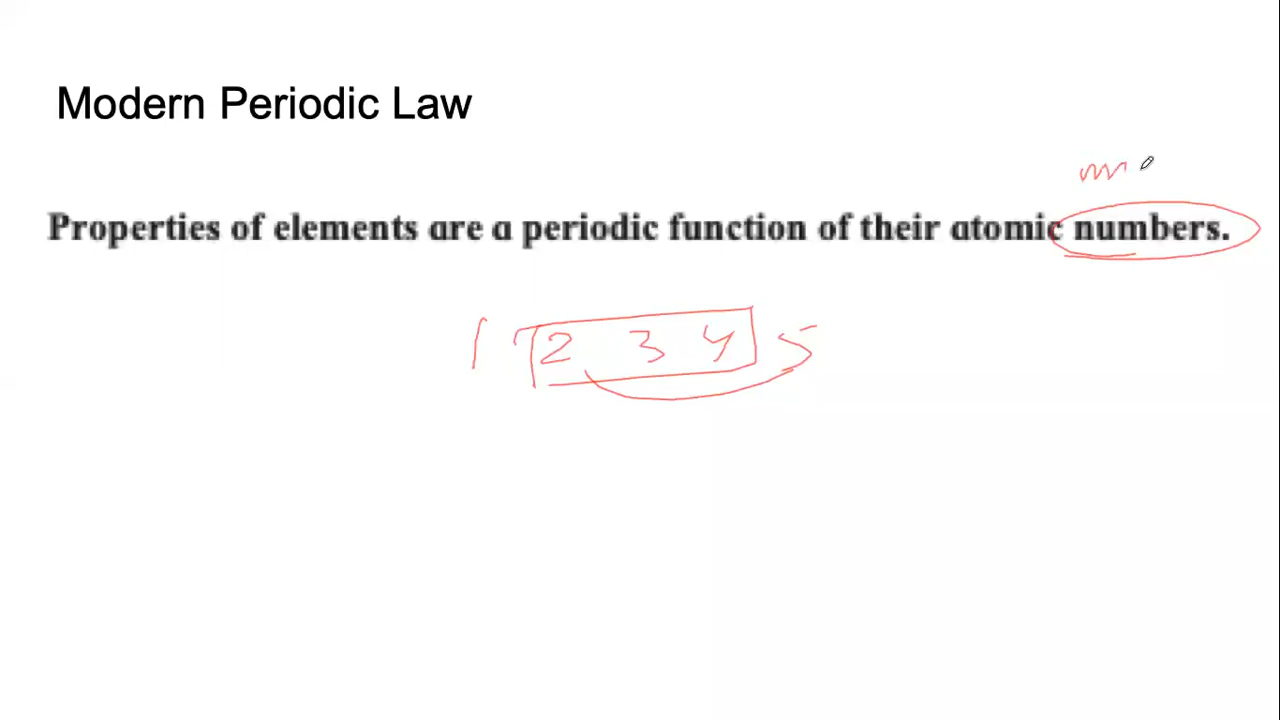 Modern Periodic Law
Properties of elements are a periodic function of their atomic numbers.
1 2 3 4 5